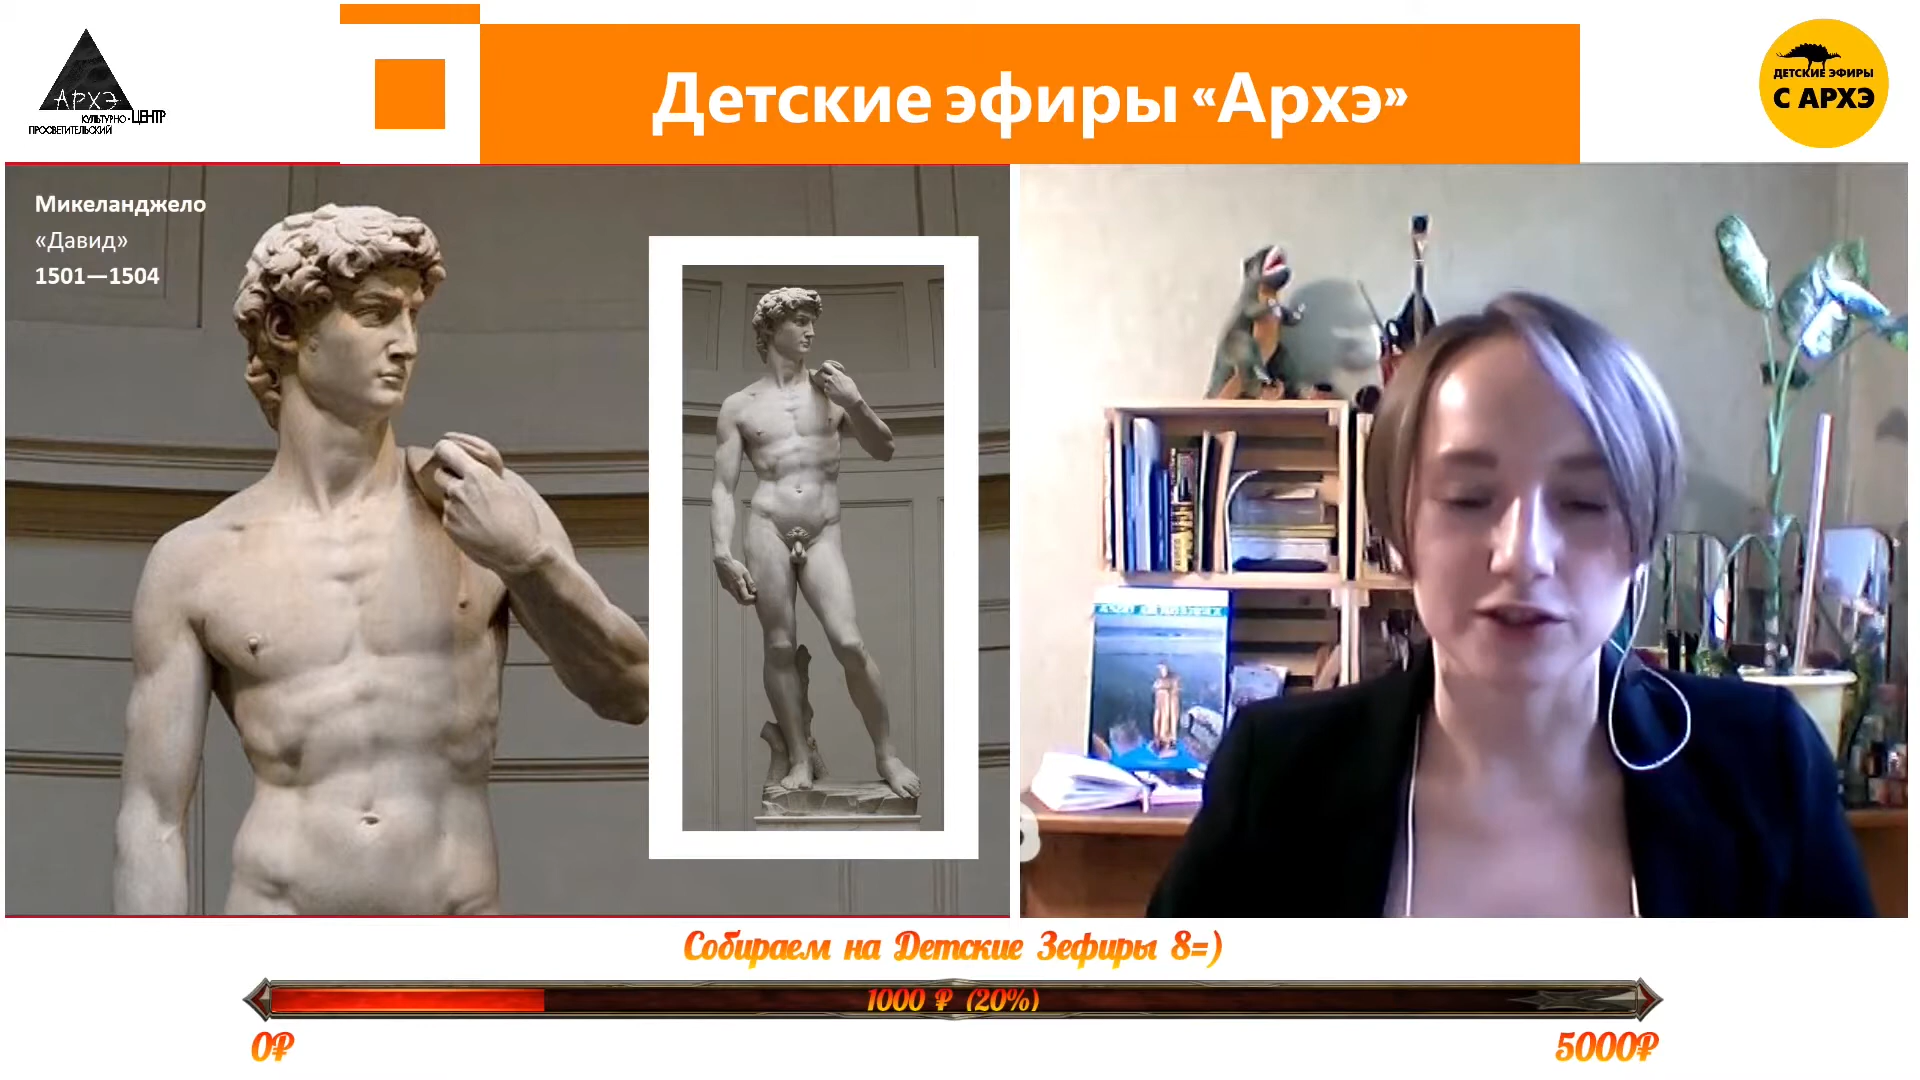 АРХЭ
КУЛЬТУРНО-ЦЕНТР
ПРОСВЕТИТЕЛЬСКИЙ
Детские эфиры «Архэ»
ДЕТСКИЕ ЭФИРЫ
С АРХЭ
Микеланджело
«Давид»
1501—1504
Собираем на Детские Зефиры 8=)
1000 ₽ (20%)
0₽
5000₽